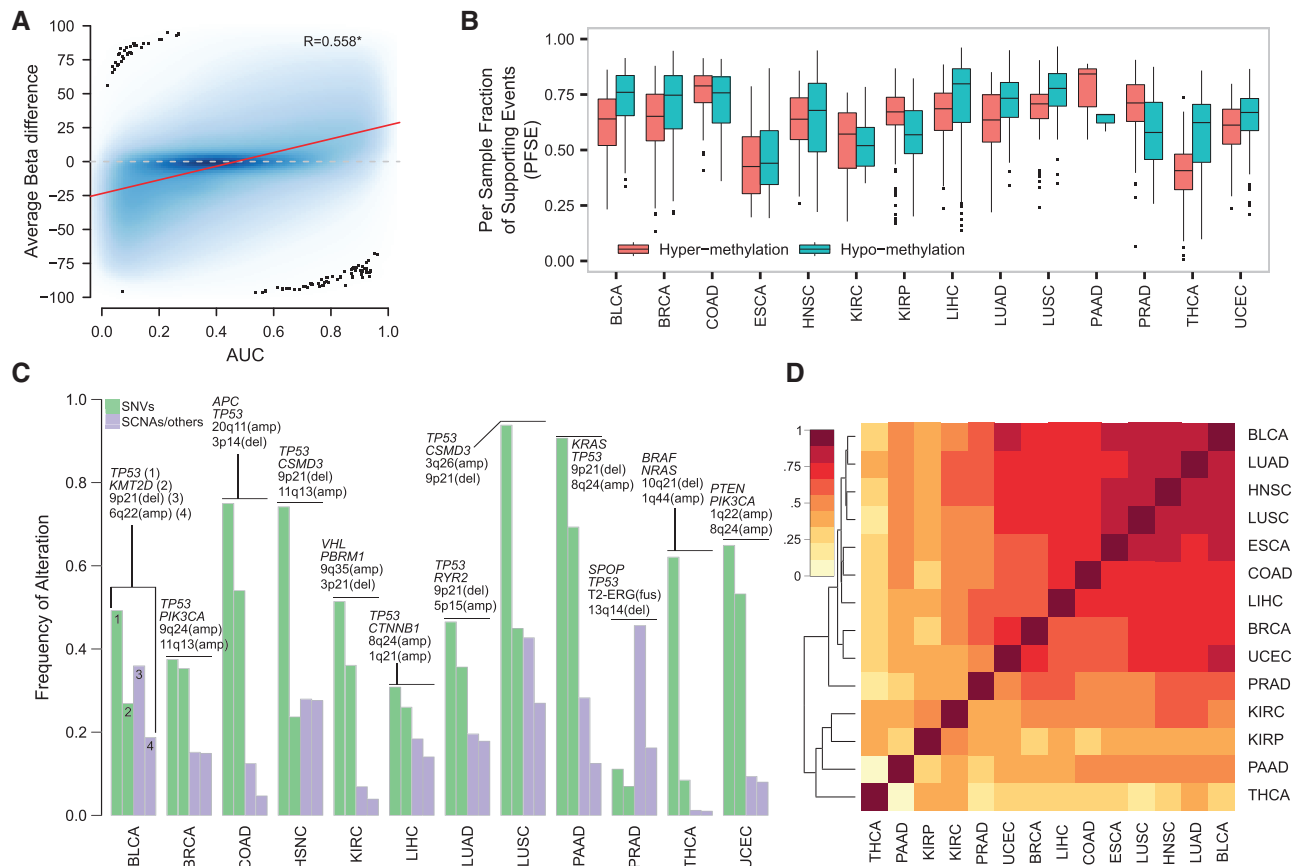 A
R=0.558*
Average Beta difference
100
75
50
25
0
−25
−50
−75
−100
0.0
0.2
0.4
0.6
0.8
1.0
AUC
B
Per Sample Fraction
of Supporting Events
(PFSE)
1.00
0.75
0.50
0.25
0.00
Hyper-methylation
Hypo-methylation
BLCA
BRCA
COAD
ESCA
HNSC
KIRC
KIRP
LIHC
LUAD
LUSC
PAAD
PRAD
THCA
UCEC
C
Frequency of Alteration
1.0
0.8
0.6
0.4
0.2
0.0
SNVs
SCNAs/others
TP53 (1)
KMT2D (2)
9p21(del) (3)
6q22(amp) (4)
1
2
3
4
TP53
PIK3CA
9q24(amp)
11q13(amp)
APC
TP53
20q11(amp)
3p14(del)
TP53
CSMD3
9p21(del)
11q13(amp)
VHL
PBRM1
9q35(amp)
3p21(del)
TP53
CTNNB1
8q24(amp)
1q21(amp)
TP53
RYR2
9p21(del)
5p15(amp)
TP53
CSMD3
3q26(amp)
9p21(del)
KRAS
TP53
9p21(del)
8q24(amp)
SPOP
TP53
T2-ERG(fus)
13q14(del)
BRAF
NRAS
10q21(del)
1q44(amp)
PTEN
PIK3CA
1q22(amp)
8q24(amp)
BLCA
BRCA
COAD
HSNC
KIRC
LIHC
LUAD
LUSC
PAAD
PRAD
THCA
UCEC
D
1
.75
.5
.25
0
BLCA
LUAD
HNSC
LUSC
ESCA
COAD
LIHC
BRCA
UCEC
PRAD
KIRC
KIRP
PAAD
THCA
THCA
PAAD
KIRP
KIRC
PRAD
UCEC
BRCA
LIHC
COAD
ESCA
LUSC
HNSC
LUAD
BLCA